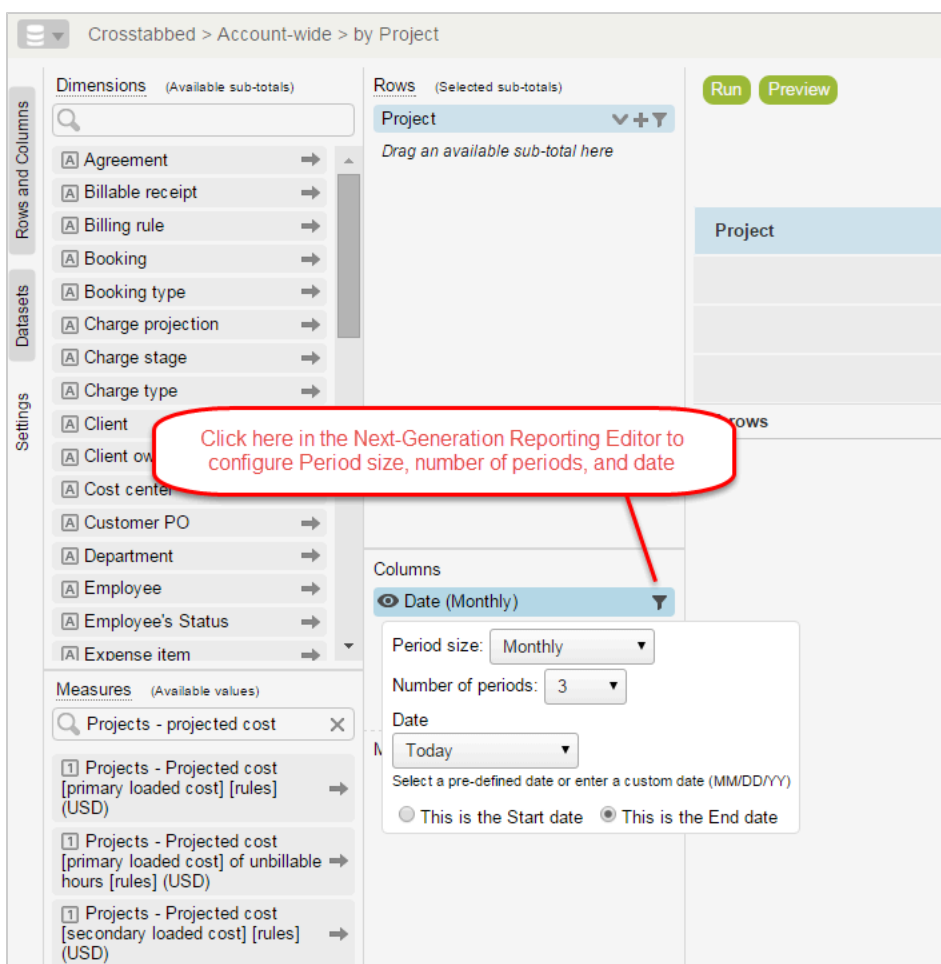 Crosstabbed > Account-wide > by Project
Rows and Columns
Datasets
Settings
Dimensions (Available sub-totals)
A Agreement
A Billable receipt
A Billing rule
A Booking
A Booking type
A Charge projection
A Charge stage
A Charge type
A Client
A Client ow
A Cost center
A Customer PO
A Department
A Employee
A Employee's Status
A Expense item
Measures (Available values)
Projects - projected cost
1 Projects - Projected cost
[primary loaded cost] [rules]
(USD)
1 Projects - Projected cost
[primary loaded cost] of unbillable
hours [rules] (USD)
1 Projects - Projected cost
[secondary loaded cost] [rules]
(USD)
Rows (Selected sub-totals)
Project
Drag an available sub-total here
Click here in the Next-Generation Reporting Editor to
configure Period size, number of periods, and date
Columns
Date (Monthly)
Period size: Monthly
Number of periods: 3
Date
Today
Select a pre-defined date or enter a custom date (MM/DD/YY)
This is the Start date This is the End date
Run Preview
Project
rows